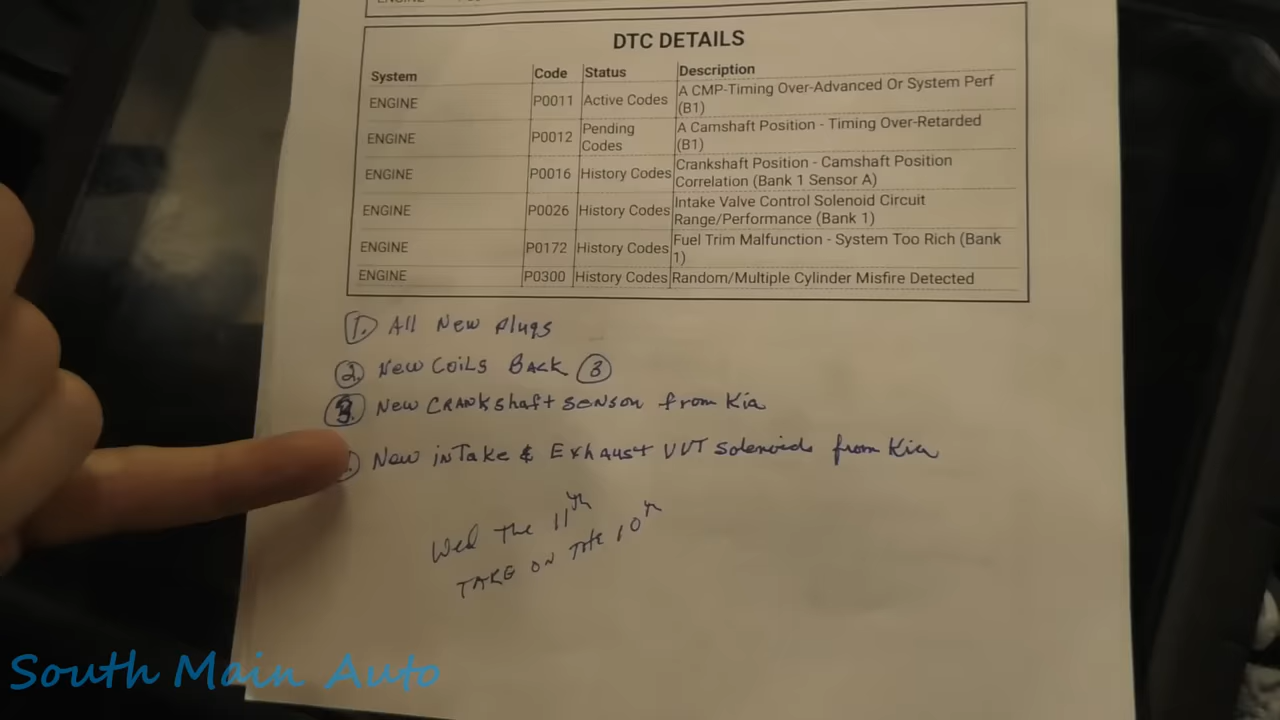 DTC DETAILS
System Code Status Description
ENGINE P0011 Active Codes A CMP-Timing Over-Advanced Or System Perf (B1)
ENGINE P0012 Pending Codes A Camshaft Position - Timing Over-Retarded (B1)
ENGINE P0016 History Codes Crankshaft Position - Camshaft Position Correlation (Bank 1 Sensor A)
ENGINE P0026 History Codes Intake Valve Control Solenoid Circuit Range/Performance (Bank 1)
ENGINE P0172 History Codes Fuel Trim Malfunction - System Too Rich (Bank 1)
ENGINE P0300 History Codes Random/Multiple Cylinder Misfire Detected
1. All New Plugs
2. New Coils Back 3
3. New CRANKshaft senson from Kia
New inTake & Exhaust VVT Solenoids from Kia
Wed The 11th
TAKE ON THE 10th
South Main Auto